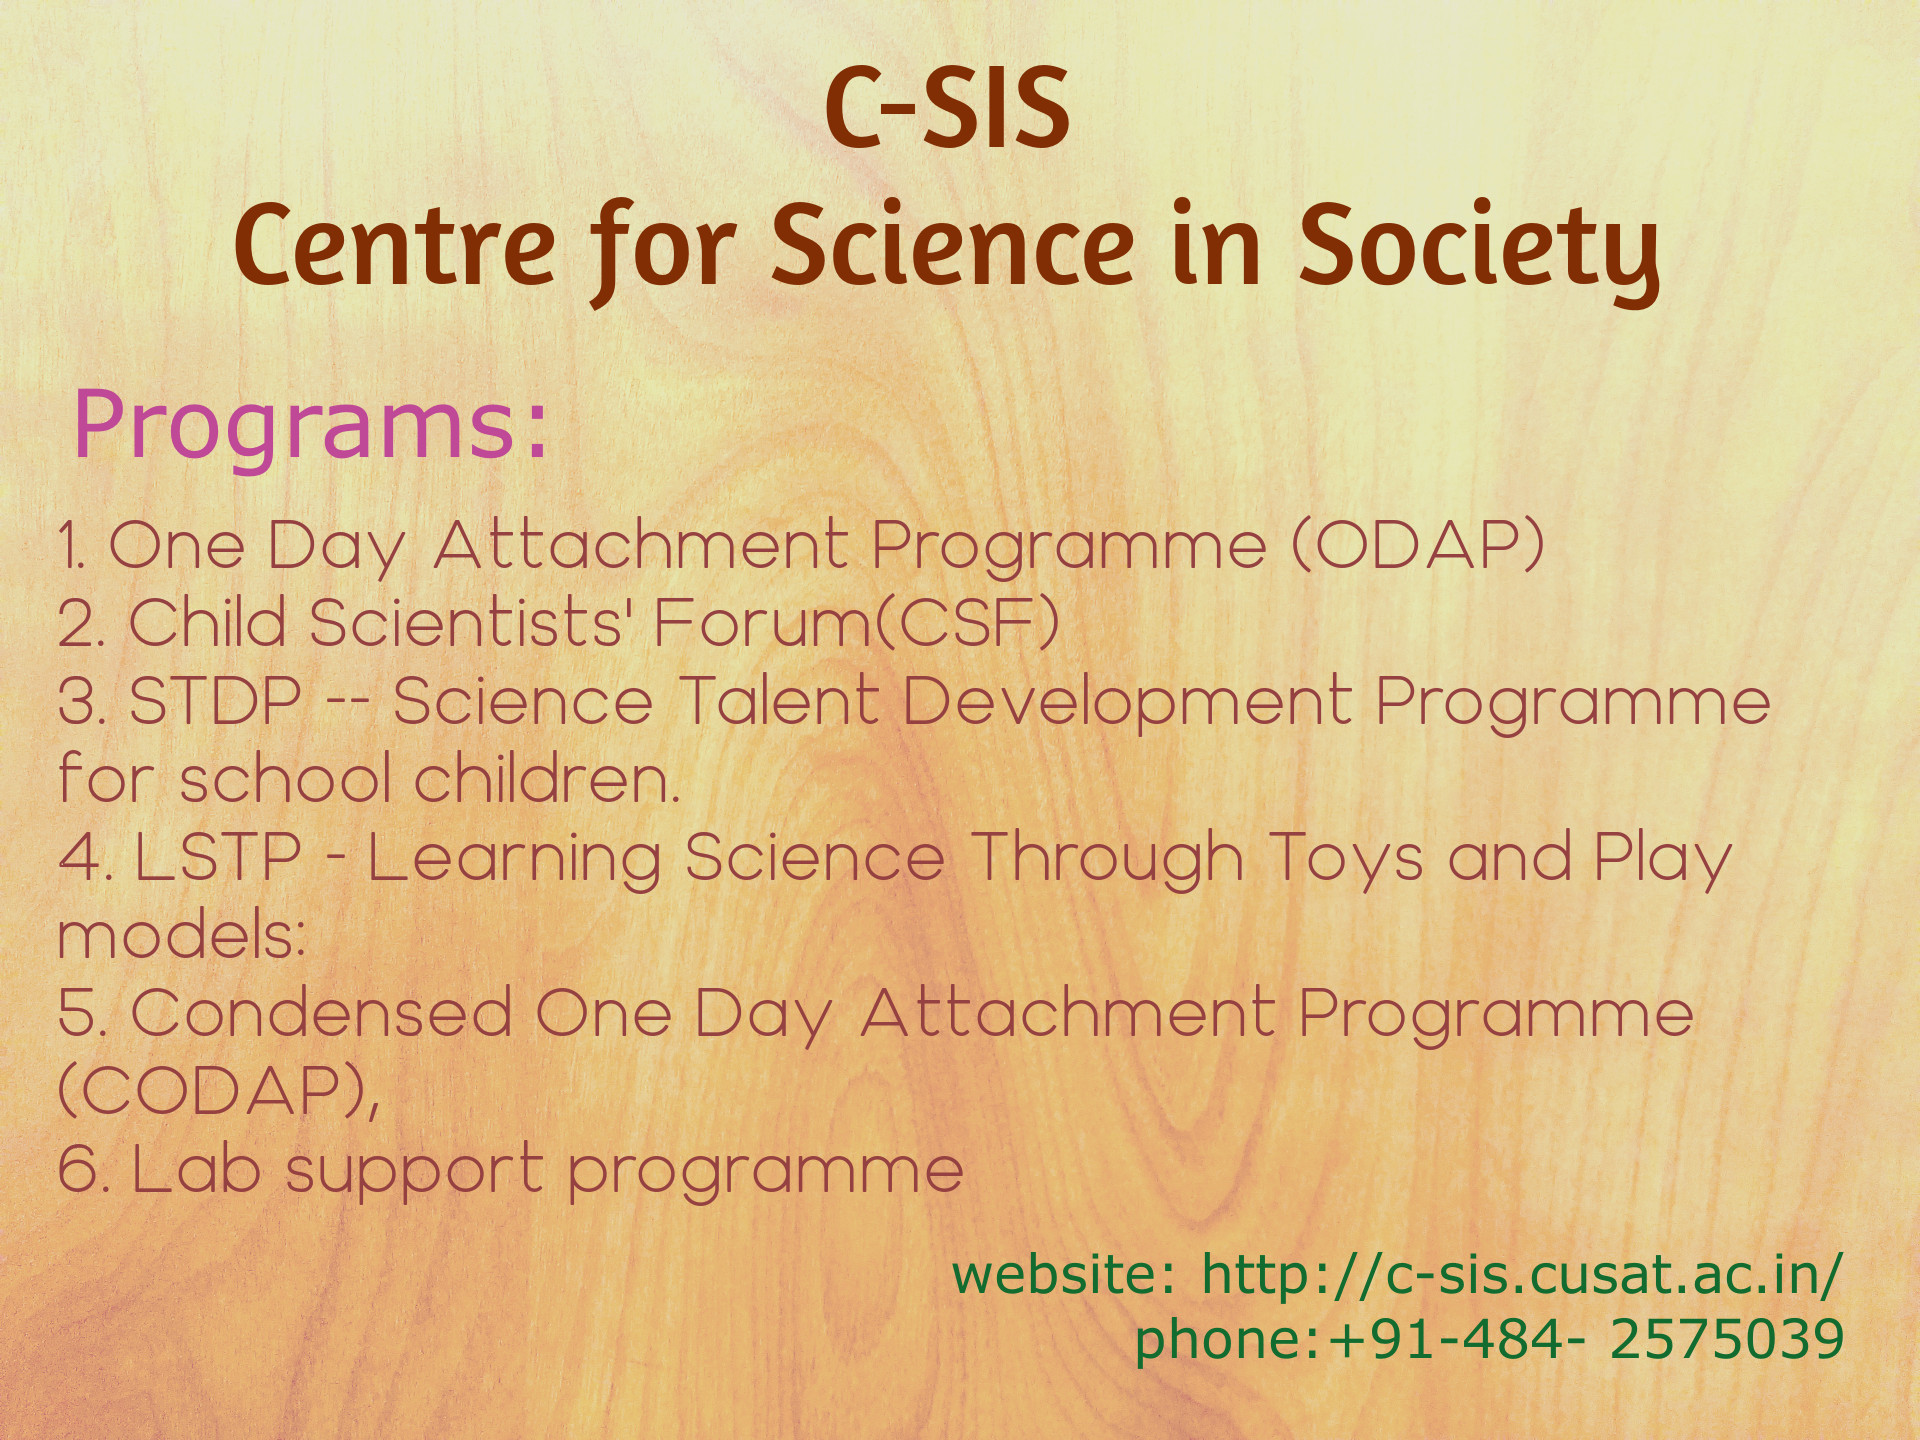 C-SIS
Centre for Science in Society
Programs:
1. One Day Attachment Programme (ODAP)
2. Child Scientists' Forum(CSF)
3. STDP -- Science Talent Development Programme
for school children.
4. LSTP - Learning Science Through Toys and Play
models:
5. Condensed One Day Attachment Programme
(CODAP),
6. Lab support programme
website: http://c-sis.cusat.ac.in/
phone:+91-484- 2575039